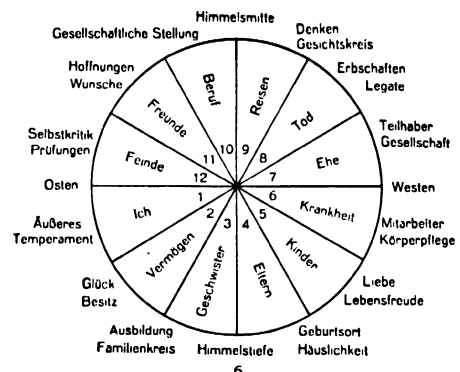 Himmelsmitte
Gesellschaftliche Stellung
Denken
Gesichtskreis
Hoffnungen
Wunsche
Erbschaften
Legate
Selbstkritik
Prüfungen
Teilhaber
Gesellschaft
Osten
Westen
Äußeres
Temperament
Mitarbeiter
Körperpflege
Glück
Besitz
Liebe
Lebensfreude
Ausbildung
Familienkreis
Himmelstiefe
Geburtsort
Häuslichkeit
Beruf
10
Reisen
9
Freunde
11
Tod
8
Feinde
12
Ehe
7
Ich
1
Krankheit
6
Vermögen
2
Kinder
5
Geschwister
3
Eltern
4
6